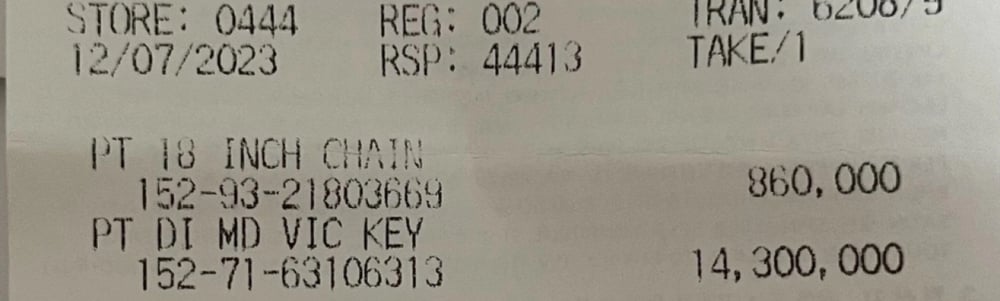 STORE: 0444 REG: 002 TRAN:
12/07/2023 RSP: 44413 TAKE/1
PT 18 INCH CHAIN
152-93-21803669 860,000
PT DI MD VIC KEY
152-71-63106313 14,300,000